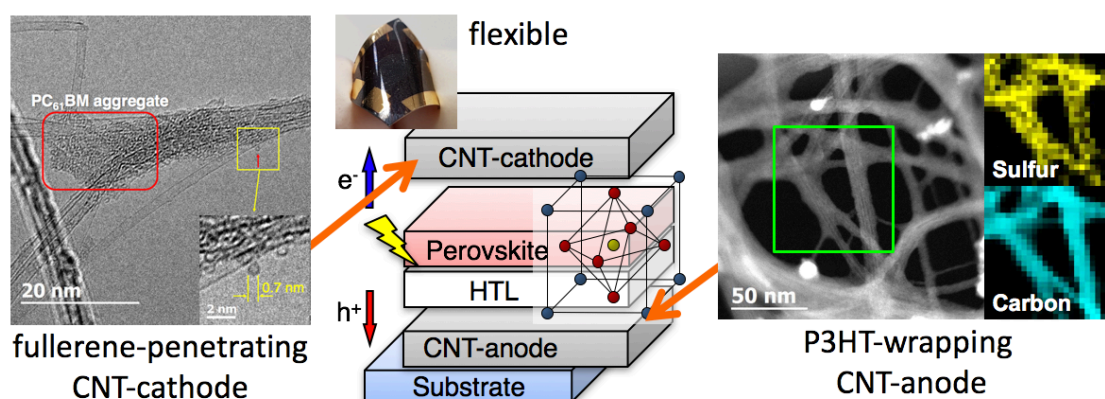 flexible
PC61BM aggregate
20 nm
2 nm
0.7 nm
fullerene-penetrating
CNT-cathode
CNT-cathode
e-
Perovskite
HTL
h+
CNT-anode
Substrate
Sulfur
Carbon
50 nm
P3HT-wrapping
CNT-anode